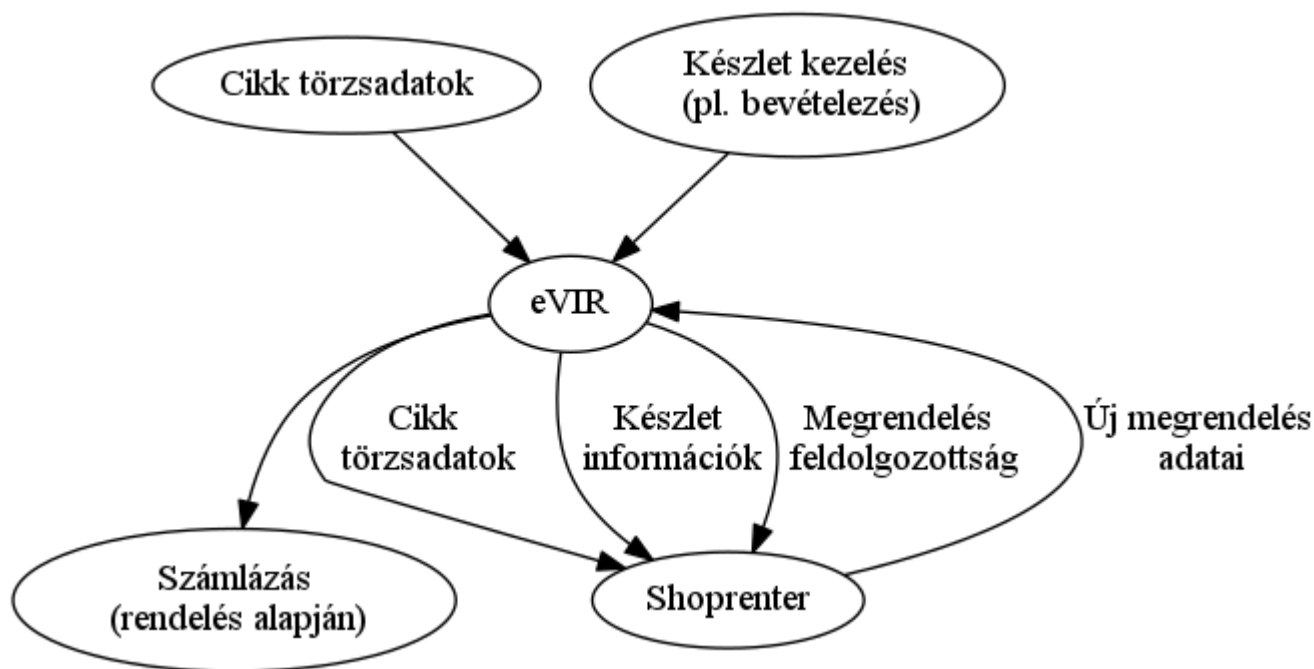 Cikk törzsadatok
Készlet kezelés
(pl. bevételezés)
eVIR
Cikk
törzsadatok
Készlet
információk
Megrendelés
feldolgozottság
Új megrendelés
adatai
Számlázás
(rendelés alapján)
Shoprenter